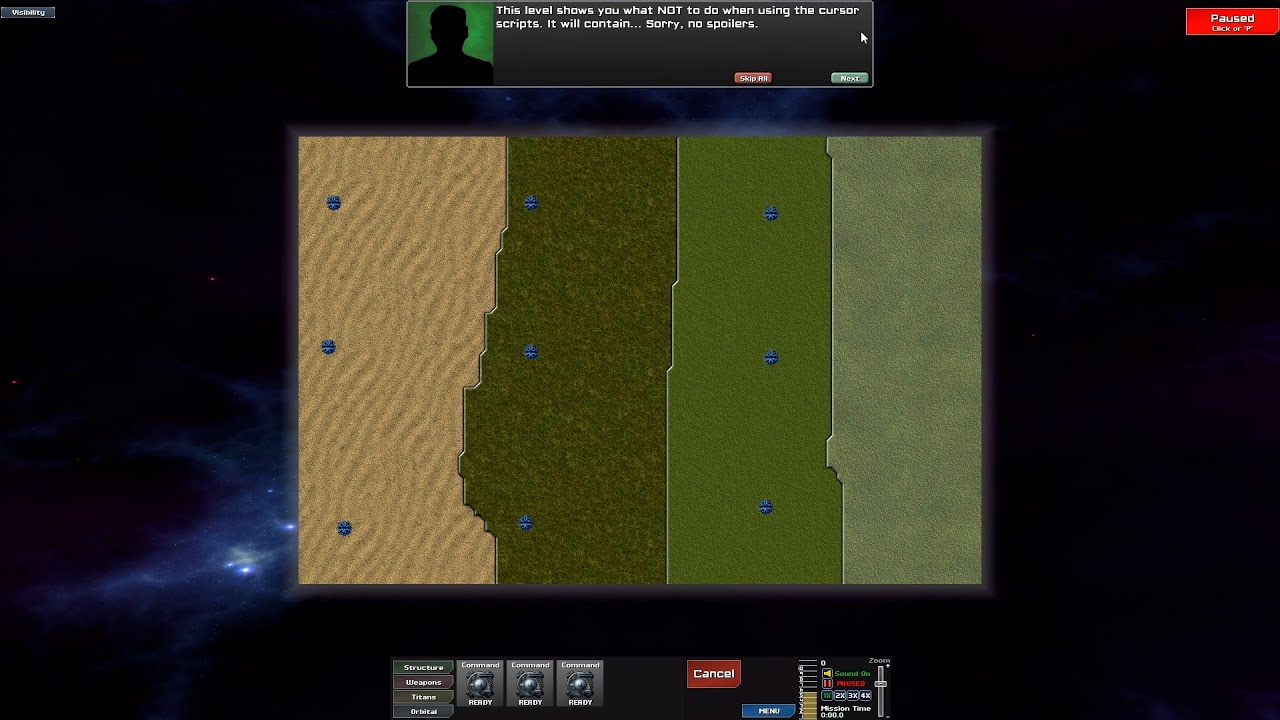 Visibility
This level shows you what NOT to do when using the cursor
scripts. It will contain... Sorry, no spoilers.
Skip All
Next
Paused
Click or "P"
Structure
Weapons
Titans
Orbital
Command
READY
Command
READY
Command
READY
Cancel
MENU
0
Sound On
PAUSED
1X 2X 3X 4X
Mission Time
0:00.0
Zoom
+
-